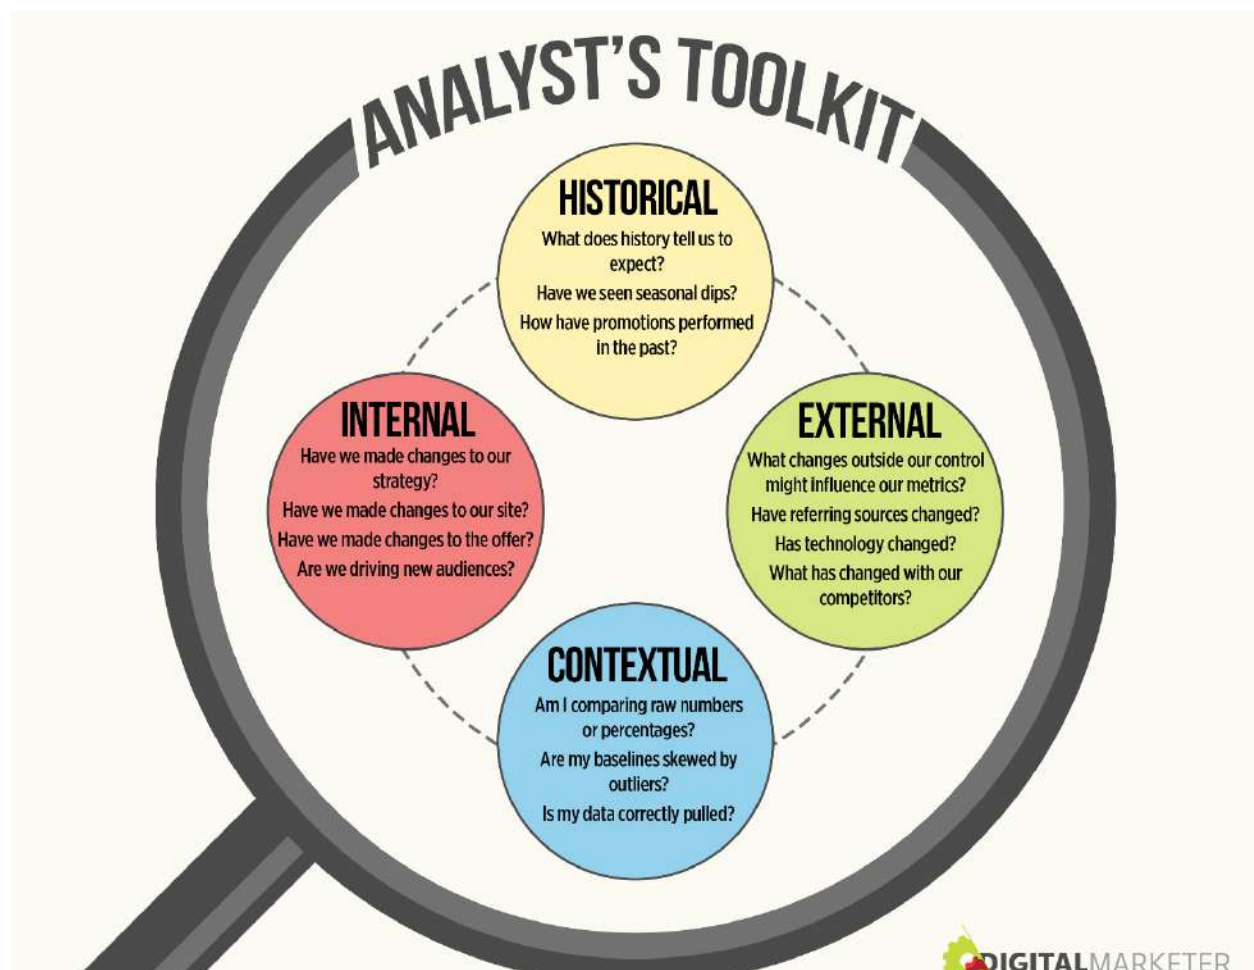 ANALYST'S TOOLKIT
HISTORICAL
What does history tell us to
expect?
Have we seen seasonal dips?
How have promotions performed
in the past?
INTERNAL
Have we made changes to our
strategy?
Have we made changes to our site?
Have we made changes to the offer?
Are we driving new audiences?
EXTERNAL
What changes outside our control
might influence our metrics?
Have referring sources changed?
Has technology changed?
What has changed with our
competitors?
CONTEXTUAL
Am I comparing raw numbers
or percentages?
Are my baselines skewed by
outliers?
Is my data correctly pulled?
DIGITALMARKETER